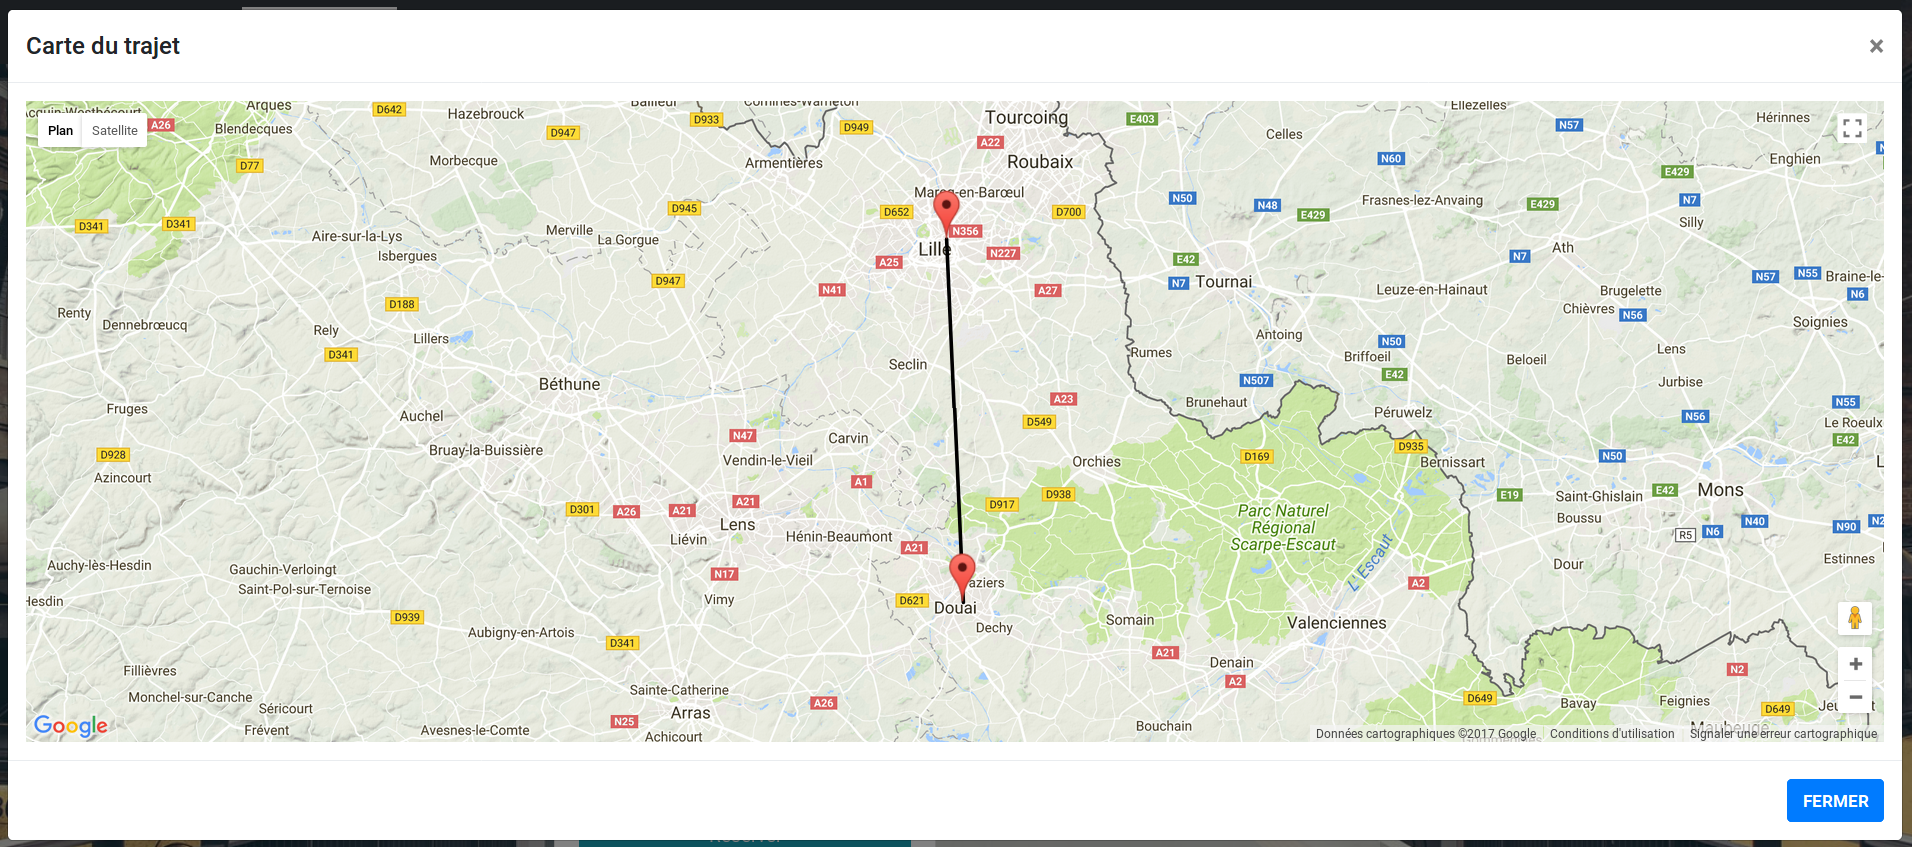 Carte du trajet
×
Arques
D642
Hazebrouck
D933
D949
Tourcoing
E403
Ellezelles
Hérinnes
Plan
Satellite
A26
Blendecques
D947
A22
Celles
N57
D77
Morbecque
Armentières
Roubaix
N60
E429
Enghien
D341
D341
D945
Marcq-en-Barœul
D652
D700
N50
N48
E429
Frasnes-lez-Anvaing
E429
N7
Silly
Aire-sur-la-Lys
Merville
La Gorgue
N356
Isbergues
Lille
A25
N227
E42
N7
Ath
D947
N41
A27
N7
Tournai
Leuze-en-Hainaut
N57
N55
Braine-le-
Brugelette
N6
Renty
Dennebrœucq
D188
Chièvres
N56
Soignies
Rely
Lillers
Antoing
N50
D341
Seclin
Rumes
Briffoeil
Beloeil
Lens
Béthune
N507
E42
Jurbise
Fruges
Auchel
A23
Brunehaut
Péruwelz
N55
N56
Le Roeulx
D549
N47
Carvin
D935
E42
D928
Bruay-la-Buissière
Vendin-le-Vieil
Orchies
D169
Bernissart
N50
Azincourt
A1
Saint-Ghislain
E42
Mons
D301
A26
A21
A21
D917
D938
E19
Parc Naturel
Régional
Scarpe-Escaut
Boussu
N40
N90
Lens
R5
N6
Liévin
Hénin-Beaumont
A21
L'Escaut
Estinnes
Auchy-lès-Hesdin
Gauchin-Verloingt
N17
aziers
A2
Dour
Saint-Pol-sur-Ternoise
Hesdin
Vimy
D621
Douai
D939
Dechy
Somain
Valenciennes
Aubigny-en-Artois
D341
A21
Denain
A2
N2
Fillièvres
Monchel-sur-Canche
Sainte-Catherine
A26
D649
Bavay
Feignies
D649
Séricourt
Arras
Google
Frévent
Avesnes-le-Comte
N25
Achicourt
Bouchain
Maubeuge
Données cartographiques ©2017 Google
Conditions d'utilisation
Signaler une erreur cartographique
FERMER